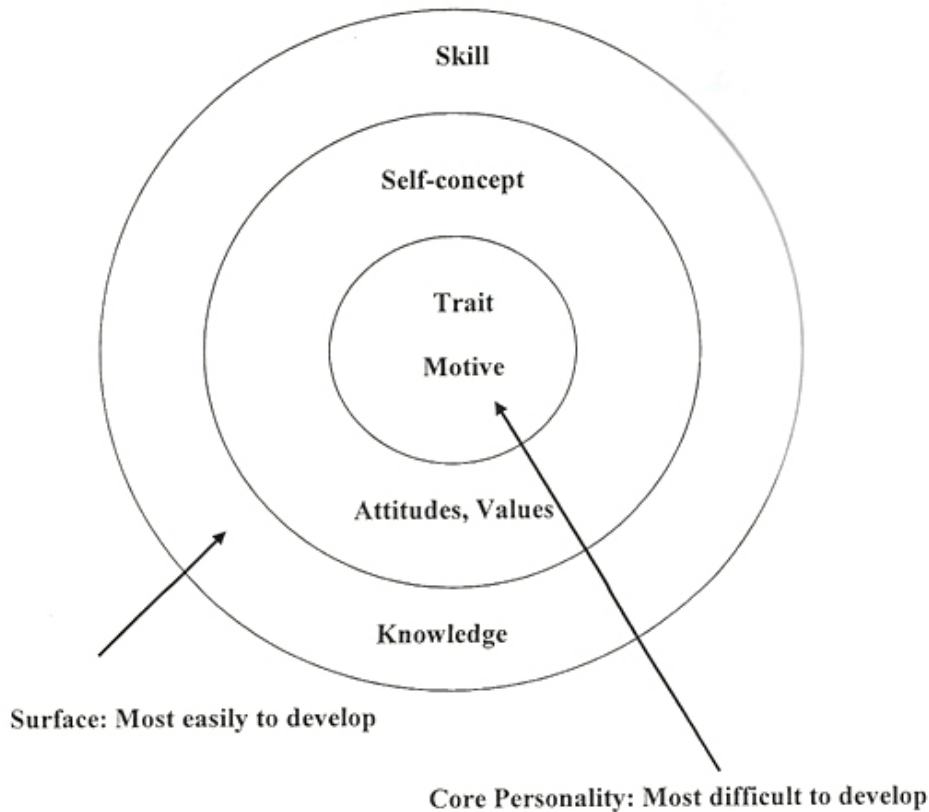 Skill
Self-concept
Trait
Motive
Attitudes, Values
Knowledge
Surface: Most easily to develop
Core Personality: Most difficult to develop